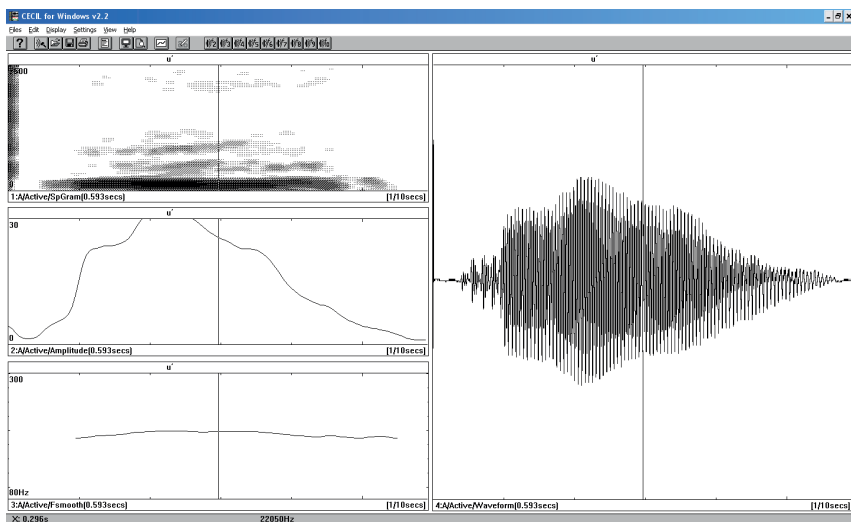 CECIL for Windows v2.2
Files Edit Display Settings View Help
u´
0
1:A/Active/SpGram(0.593secs) [1/10secs]
u´
30
0
2:A/Active/Amplitude(0.593secs) [1/10secs]
u´
300
80Hz
3:A/Active/Fsmooth(0.593secs) [1/10secs]
u´
4:A/Active/Waveform(0.593secs) [1/10secs]
X: 0.296s 22050Hz